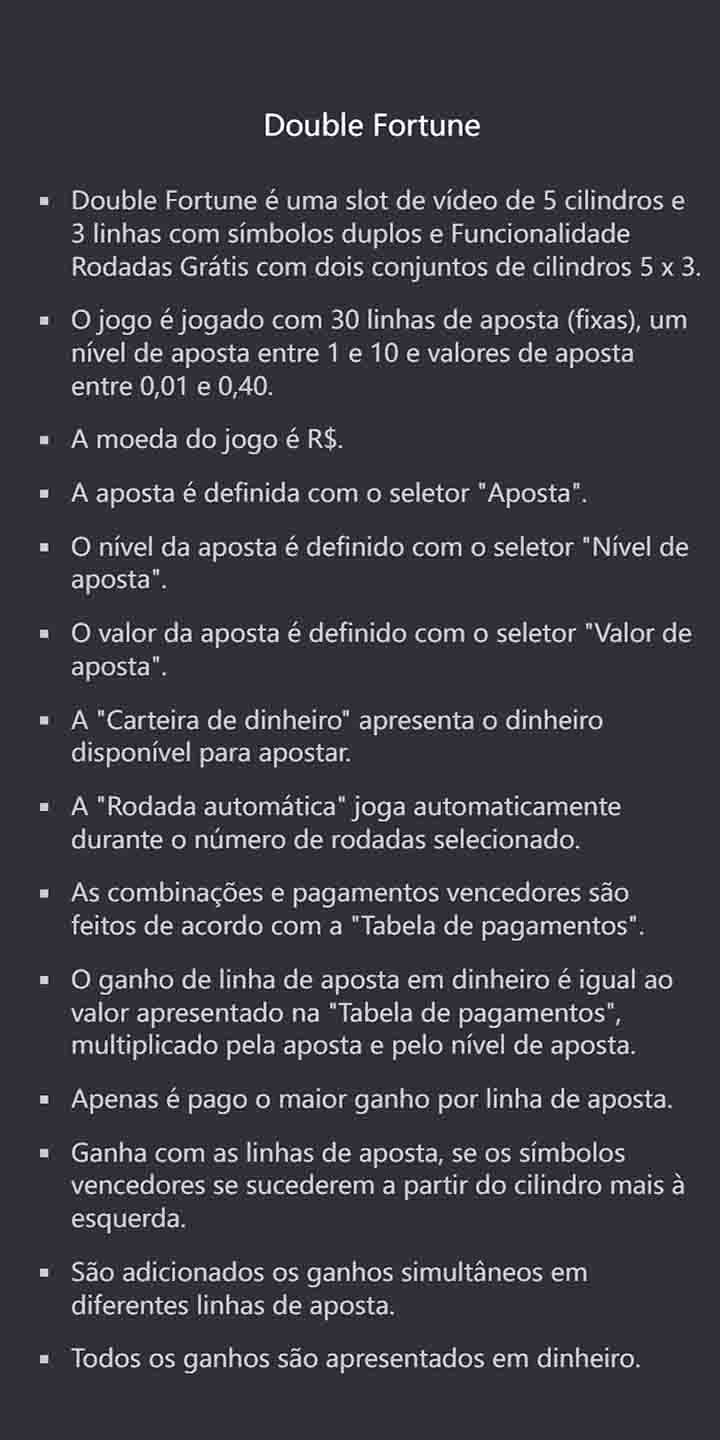 Double Fortune
▪ Double Fortune é uma slot de vídeo de 5 cilindros e
3 linhas com símbolos duplos e Funcionalidade
Rodadas Grátis com dois conjuntos de cilindros 5 x 3.
▪ O jogo é jogado com 30 linhas de aposta (fixas), um
nível de aposta entre 1 e 10 e valores de aposta
entre 0,01 e 0,40.
▪ A moeda do jogo é R$.
▪ A aposta é definida com o seletor "Aposta".
▪ O nível da aposta é definido com o seletor "Nível de
aposta".
▪ O valor da aposta é definido com o seletor "Valor de
aposta".
▪ A "Carteira de dinheiro" apresenta o dinheiro
disponível para apostar.
▪ A "Rodada automática" joga automaticamente
durante o número de rodadas selecionado.
▪ As combinações e pagamentos vencedores são
feitos de acordo com a "Tabela de pagamentos".
▪ O ganho de linha de aposta em dinheiro é igual ao
valor apresentado na "Tabela de pagamentos",
multiplicado pela aposta e pelo nível de aposta.
▪ Apenas é pago o maior ganho por linha de aposta.
▪ Ganha com as linhas de aposta, se os símbolos
vencedores se sucederem a partir do cilindro mais à
esquerda.
▪ São adicionados os ganhos simultâneos em
diferentes linhas de aposta.
▪ Todos os ganhos são apresentados em dinheiro.